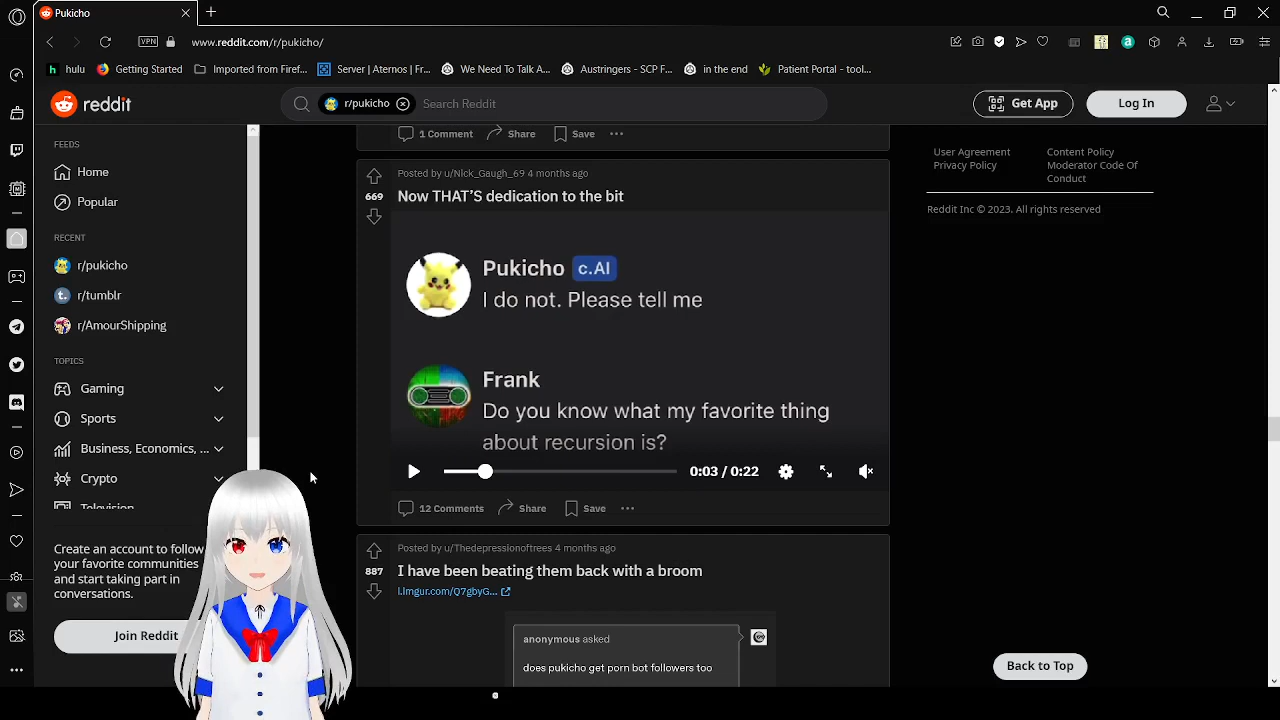 Pukicho
www.reddit.com/r/pukicho/
VPN
hulu
Getting Started
Imported from Firef...
Server | Aternos | Fr...
We Need To Talk A...
Austringers - SCP F...
in the end
Patient Portal - tool...
reddit
r/pukicho
Search Reddit
Get App
Log In
FEEDS
Home
Popular
RECENT
r/pukicho
r/tumblr
r/AmourShipping
TOPICS
Gaming
Sports
Business, Economics, ...
Crypto
Television
Create an account to follow
your favorite communities
and start taking part in
conversations.
Join Reddit
1 Comment
Share
Save
Posted by u/Nick_Gaugh_69 4 months ago
669
Now THAT'S dedication to the bit
Pukicho c.AI
I do not. Please tell me
Frank
Do you know what my favorite thing
about recursion is?
0:03 / 0:22
12 Comments
Share
Save
Posted by u/Thedepressionoftrees 4 months ago
887
I have been beating them back with a broom
i.imgur.com/Q7gbyG...
anonymous asked
does pukicho get porn bot followers too
User Agreement
Privacy Policy
Content Policy
Moderator Code Of
Conduct
Reddit Inc © 2023. All rights reserved
Back to Top